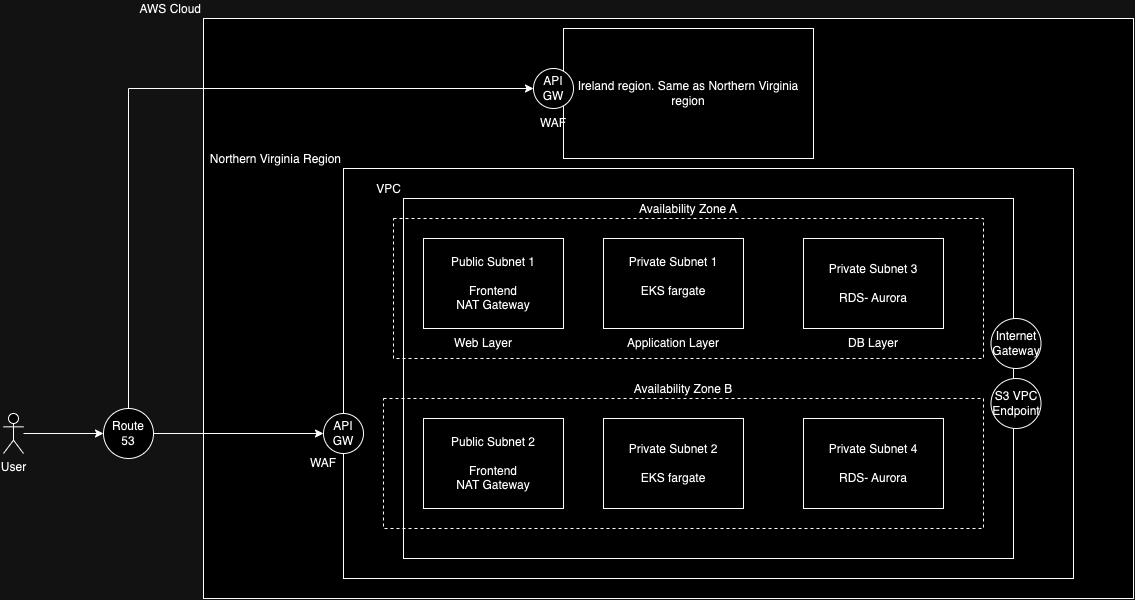 AWS Cloud
API
GW
Ireland region. Same as Northern Virginia
region
WAF
Northern Virginia Region
VPC
Availability Zone A
Public Subnet 1
Frontend
NAT Gateway
Private Subnet 1
EKS fargate
Private Subnet 3
RDS- Aurora
Web Layer
Application Layer
DB Layer
Internet
Gateway
Availability Zone B
S3 VPC
Endpoint
Public Subnet 2
Frontend
NAT Gateway
Private Subnet 2
EKS fargate
Private Subnet 4
RDS- Aurora
User
Route
53
API
GW
WAF